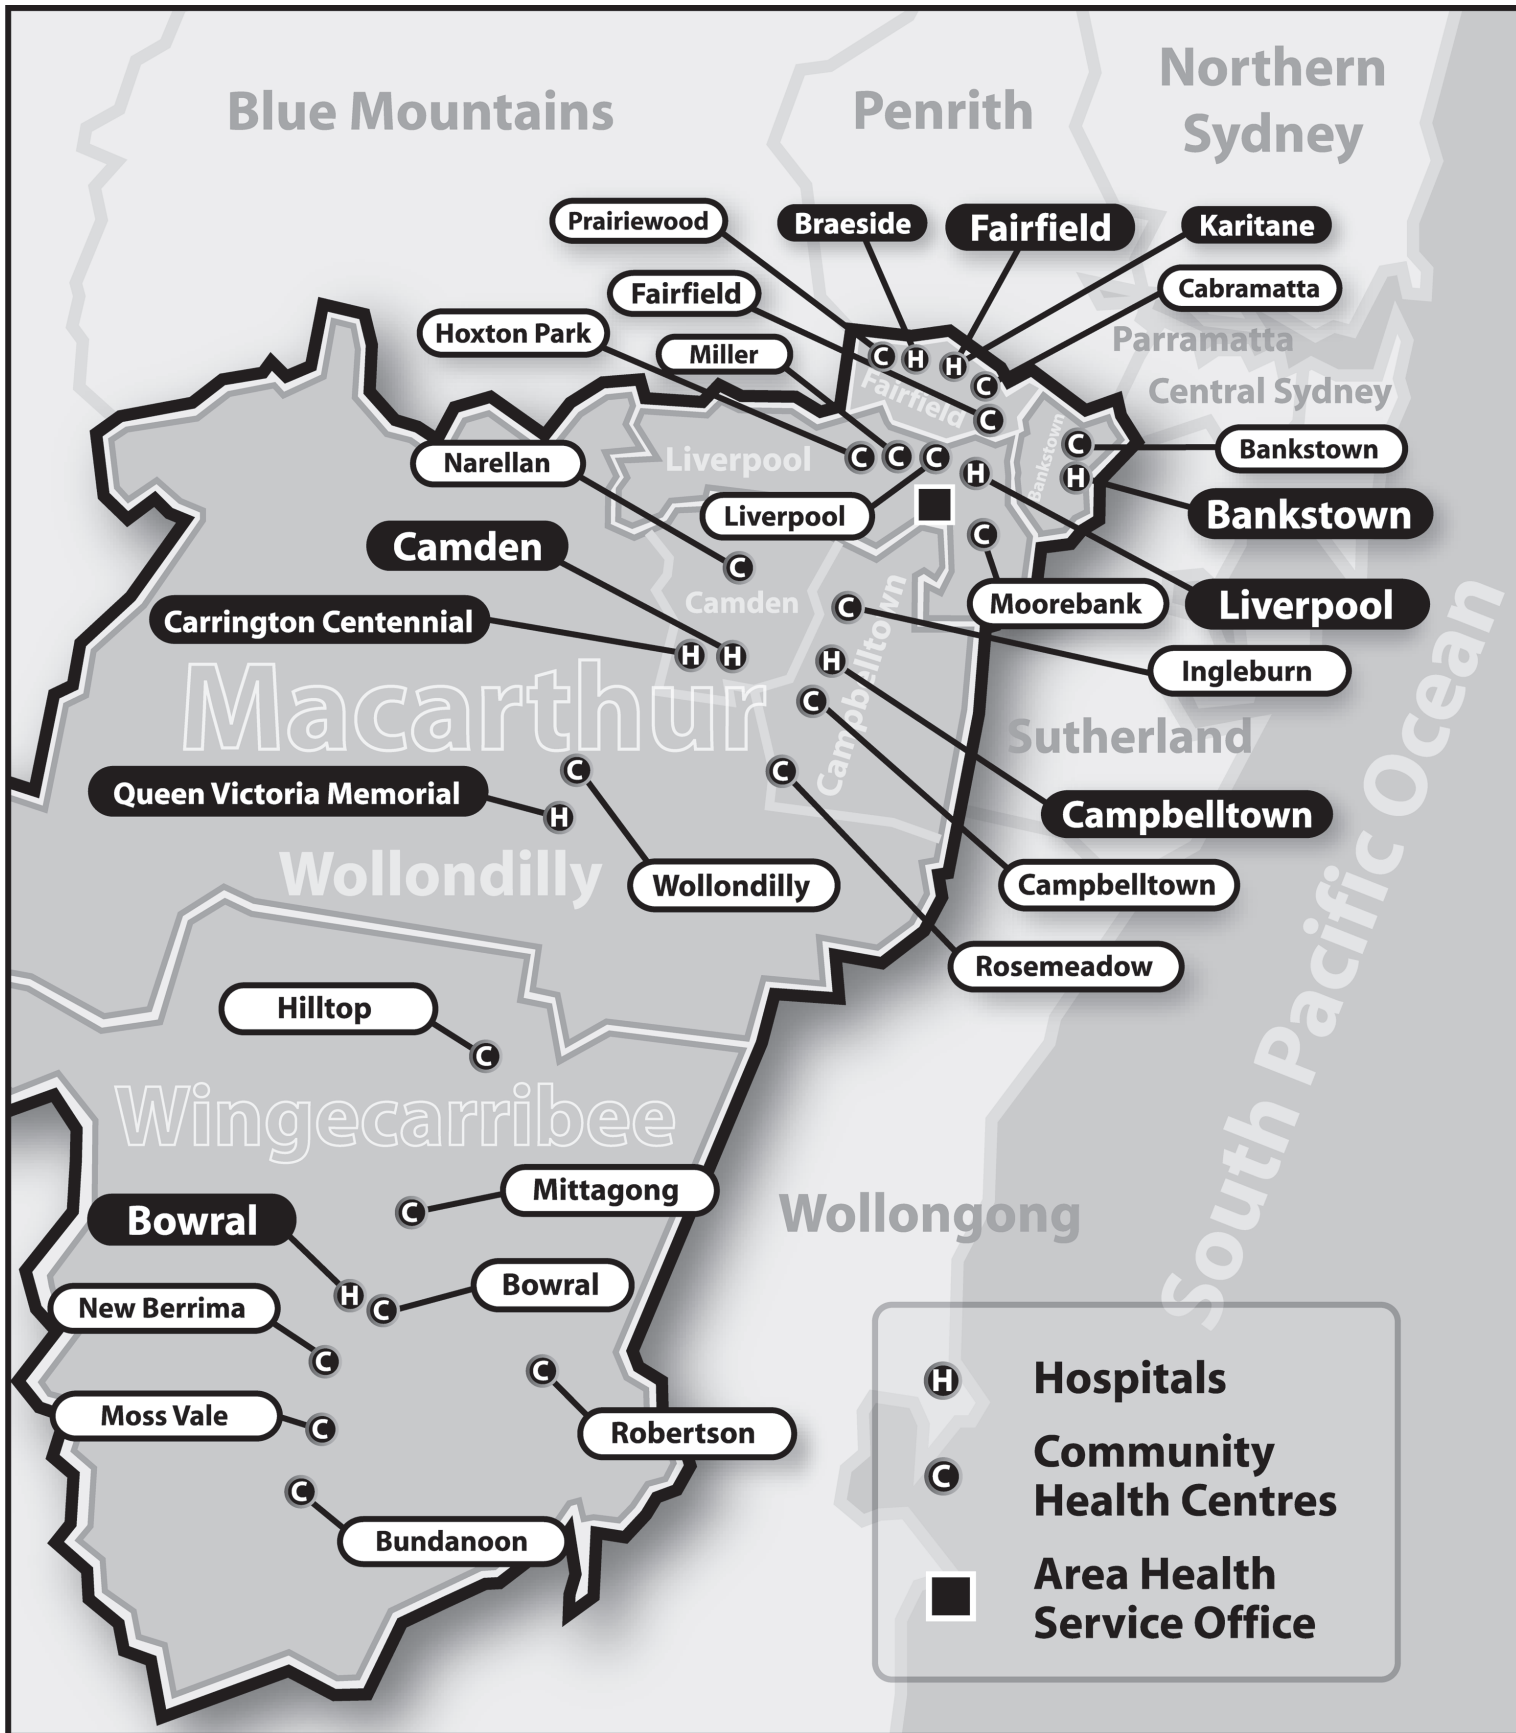 Blue Mountains
Penrith
Northern
Sydney
Prairiewood
Braeside
Fairfield
Karitane
Fairfield
Cabramatta
Hoxton Park
Miller
Parramatta
Central Sydney
C
H
H
C
C
Fairfield
Narellan
Liverpool
C
C
C
H
Bankstown
C
H
Bankstown
Bankstown
Liverpool
Camden
C
C
Moorebank
Liverpool
Camden
C
Carrington Centennial
H
H
H
Campbelltown
Ingleburn
Macarthur
C
Sutherland
South Pacific Ocean
Queen Victoria Memorial
C
H
C
Campbelltown
Wollondilly
Wollondilly
Campbelltown
Rosemeadow
Hilltop
C
Wingecarribee
Mittagong
C
Bowral
Wollongong
H
C
Bowral
New Berrima
C
C
Moss Vale
C
Robertson
C
Bundanoon
H
Hospitals
C
Community
Health Centres
Area Health
Service Office